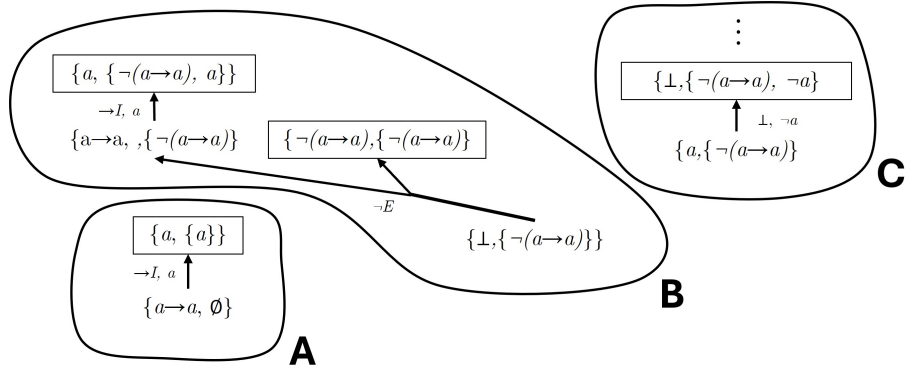 {a, {¬(a→a), a}}
→I, a
{a→a, ,{¬(a→a)}
{¬(a→a),{¬(a→a)}
¬E
{⊥,{¬(a→a)}}
B
{a, {a}}
→I, a
{a→a, ∅}
A
⋮
{⊥,{¬(a→a), ¬a}
⊥, ¬a
{a,{¬(a→a)}
C